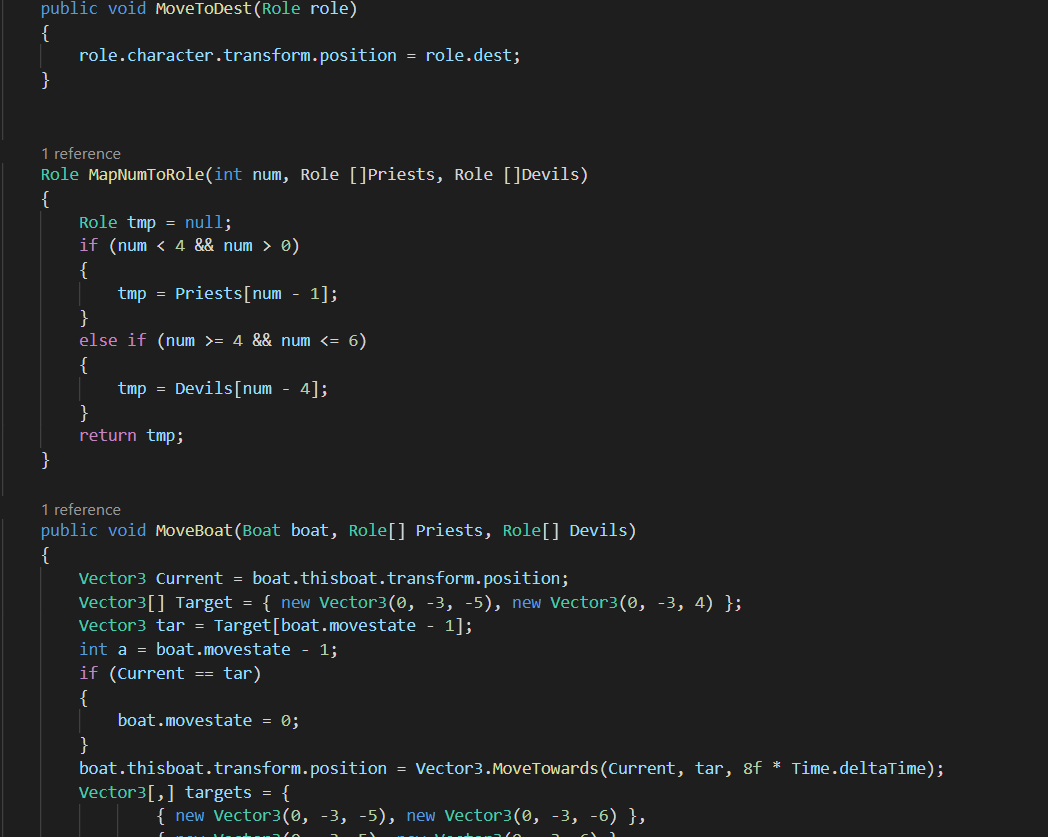 public void MoveToDest(Role role)
{
role.character.transform.position = role.dest;
}
1 reference
Role MapNumToRole(int num, Role []Priests, Role []Devils)
{
Role tmp = null;
if (num < 4 && num > 0)
{
tmp = Priests[num - 1];
}
else if (num >= 4 && num <= 6)
{
tmp = Devils[num - 4];
}
return tmp;
}
1 reference
public void MoveBoat(Boat boat, Role[] Priests, Role[] Devils)
{
Vector3 Current = boat.thisboat.transform.position;
Vector3[] Target = { new Vector3(0, -3, -5), new Vector3(0, -3, 4) };
Vector3 tar = Target[boat.movestate - 1];
int a = boat.movestate - 1;
if (Current == tar)
{
boat.movestate = 0;
}
boat.thisboat.transform.position = Vector3.MoveTowards(Current, tar, 8f * Time.deltaTime);
Vector3[,] targets = {
{ new Vector3(0, -3, -5), new Vector3(0, -3, -6) },